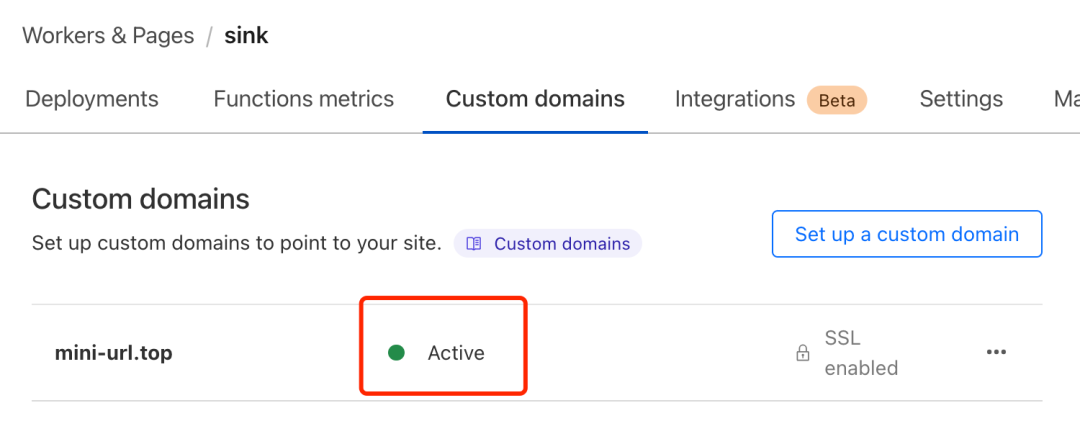 Workers & Pages / sink
Deployments Functions metrics Custom domains Integrations Beta Settings Ma
Custom domains
Set up custom domains to point to your site. Custom domains
Set up a custom domain
mini-url.top Active SSL
enabled